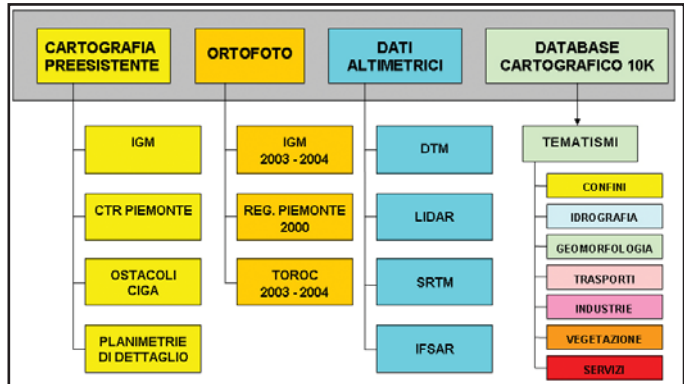 CARTOGRAFIA
PREESISTENTE
ORTOFOTO
DATI
ALTIMETRICI
DATABASE
CARTOGRAFICO 10K
IGM
CTR PIEMONTE
OSTACOLI
CIGA
PLANIMETRIE
DI DETTAGLIO
IGM
2003 - 2004
REG. PIEMONTE
2000
TOROC
2003 - 2004
DTM
LIDAR
SRTM
IFSAR
TEMATISMI
CONFINI
IDROGRAFIA
GEOMORFOLOGIA
TRASPORTI
INDUSTRIE
VEGETAZIONE
SERVIZI